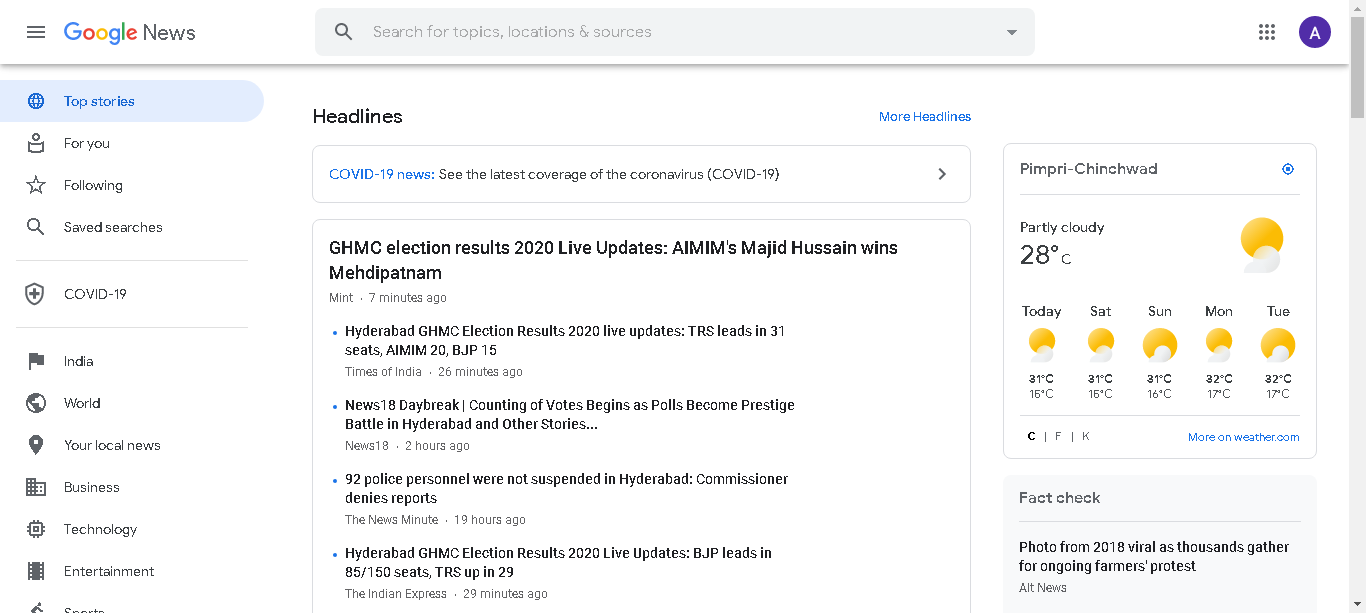 Google News
Search for topics, locations & sources
A
Top stories
For you
Following
Saved searches
COVID-19
India
World
Your local news
Business
Technology
Entertainment
Sports
Headlines
More Headlines
COVID-19 news: See the latest coverage of the coronavirus (COVID-19)
GHMC election results 2020 Live Updates: AIMIM's Majid Hussain wins
Mehdipatnam
Mint · 7 minutes ago
Hyderabad GHMC Election Results 2020 live updates: TRS leads in 31
seats, AIMIM 20, BJP 15
Times of India · 26 minutes ago
News18 Daybreak | Counting of Votes Begins as Polls Become Prestige
Battle in Hyderabad and Other Stories...
News18 · 2 hours ago
92 police personnel were not suspended in Hyderabad: Commissioner
denies reports
The News Minute · 19 hours ago
Hyderabad GHMC Election Results 2020 Live Updates: BJP leads in
85/150 seats, TRS up in 29
The Indian Express · 29 minutes ago
Pimpri-Chinchwad
Partly cloudy
28°C
Today Sat Sun Mon Tue
31°C 31°C 31°C 32°C 32°C
15°C 15°C 16°C 17°C 17°C
C | F | K
More on weather.com
Fact check
Photo from 2018 viral as thousands gather
for ongoing farmers' protest
Alt News